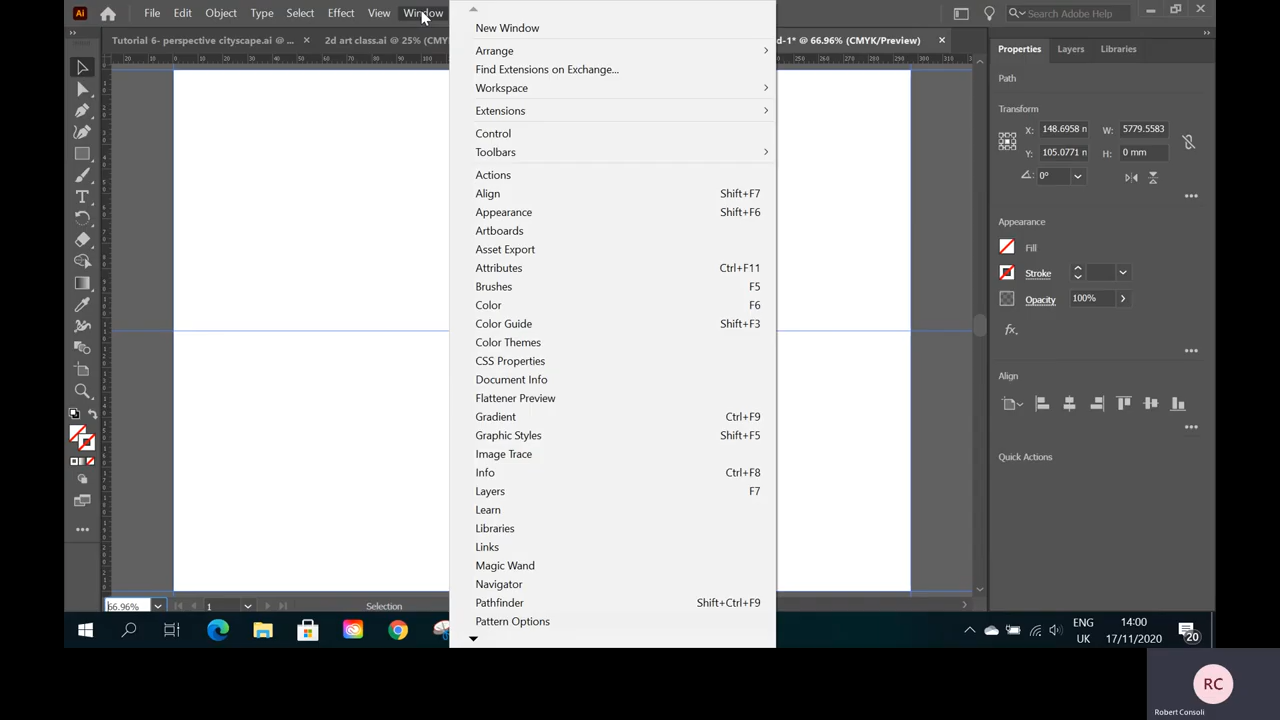 Ai File Edit Object Type Select Effect View Window
Search Adobe Help
Tutorial 6- perspective cityscape.ai @ ...
2d art class.ai @ 25% (CMY
d-1* @ 66.96% (CMYK/Preview)
New Window
Arrange
Find Extensions on Exchange...
Workspace
Extensions
Control
Toolbars
Actions
Align Shift+F7
Appearance Shift+F6
Artboards
Asset Export
Attributes Ctrl+F11
Brushes F5
Color F6
Color Guide Shift+F3
Color Themes
CSS Properties
Document Info
Flattener Preview
Gradient Ctrl+F9
Graphic Styles Shift+F5
Image Trace
Info Ctrl+F8
Layers F7
Learn
Libraries
Links
Magic Wand
Navigator
Pathfinder Shift+Ctrl+F9
Pattern Options
Properties Layers Libraries
Path
Transform
X: 148.6958 W: 5779.5583
Y: 105.0771 H: 0 mm
0°
Appearance
Fill
Stroke
Opacity 100%
fx.
Align
Quick Actions
66.96% 1 Selection
ENG
UK
14:00
17/11/2020
20
RC
Robert Consoli